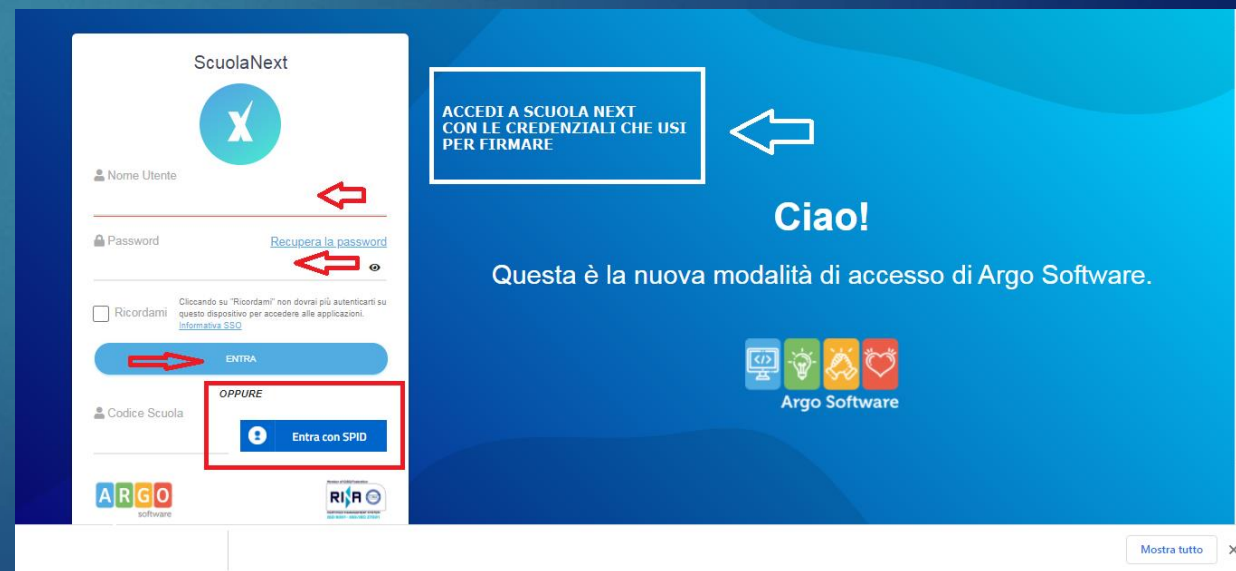 ScuolaNext
ACCEDI A SCUOLA NEXT
CON LE CREDENZIALI CHE USI
PER FIRMARE
Nome Utente
Password
Recupera la password
Ricordami
Cliccando su "Ricordami" non dovrai più autenticarti su
questo dispositivo per accedere alle applicazioni.
Informativa SSO
ENTRA
OPPURE
Codice Scuola
Entra con SPID
ARGO
software
RINA
Ciao!
Questa è la nuova modalità di accesso di Argo Software.
Argo Software
Mostra tutto